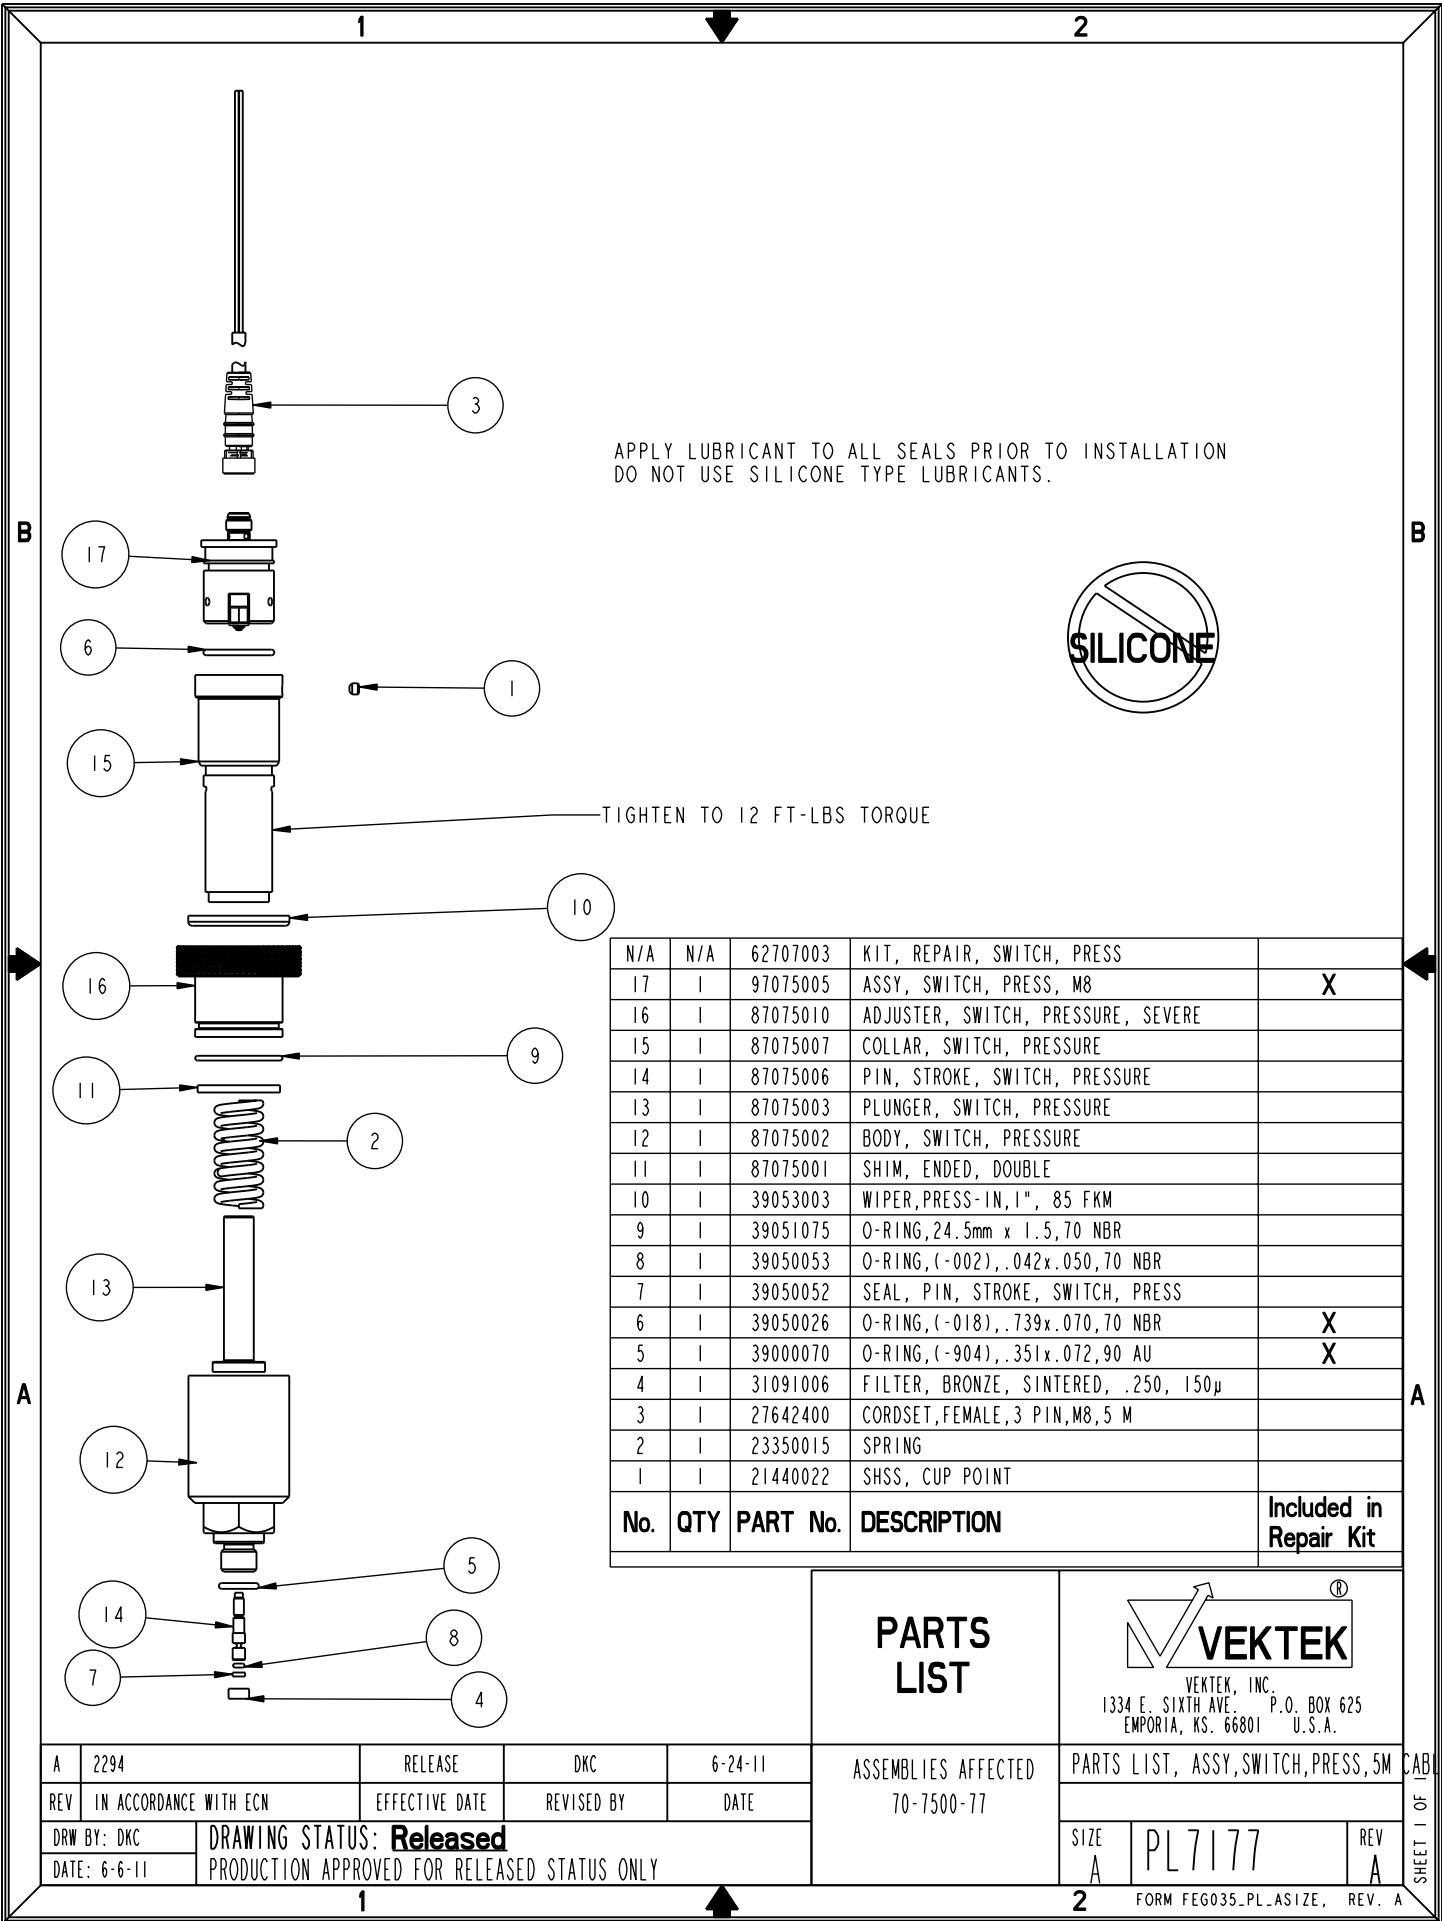 1
2
3
APPLY LUBRICANT TO ALL SEALS PRIOR TO INSTALLATION
DO NOT USE SILICONE TYPE LUBRICANTS.
B
B
17
SILICONE
6
1
15
TIGHTEN TO 12 FT-LBS TORQUE
10
16
9
11
2
13
12
5
14
8
7
4
N/A N/A 62707003 KIT, REPAIR, SWITCH, PRESS
17 1 97075005 ASSY, SWITCH, PRESS, M8 X
16 1 87075010 ADJUSTER, SWITCH, PRESSURE, SEVERE
15 1 87075007 COLLAR, SWITCH, PRESSURE
14 1 87075006 PIN, STROKE, SWITCH, PRESSURE
13 1 87075003 PLUNGER, SWITCH, PRESSURE
12 1 87075002 BODY, SWITCH, PRESSURE
11 1 87075001 SHIM, ENDED, DOUBLE
10 1 39053003 WIPER,PRESS-IN,1", 85 FKM
9 1 39051075 O-RING,24.5mm x 1.5,70 NBR
8 1 39050053 O-RING,(-002),.042x.050,70 NBR
7 1 39050052 SEAL, PIN, STROKE, SWITCH, PRESS
6 1 39050026 O-RING,(-018),.739x.070,70 NBR X
5 1 39000070 O-RING,(-904),.351x.072,90 AU X
4 1 31091006 FILTER, BRONZE, SINTERED, .250, 150µ
3 1 27642400 CORDSET,FEMALE,3 PIN,M8,5 M
2 1 23350015 SPRING
1 1 21440022 SHSS, CUP POINT
No. QTY PART No. DESCRIPTION Included in
Repair Kit
A
A
PARTS
LIST
®
VEKTEK
VEKTEK, INC.
1334 E. SIXTH AVE. P.O. BOX 625
EMPORIA, KS. 66801 U.S.A.
A 2294 RELEASE DKC 6-24-11
REV IN ACCORDANCE WITH ECN EFFECTIVE DATE REVISED BY DATE
DRW BY: DKC
DATE: 6-6-11
DRAWING STATUS: Released
PRODUCTION APPROVED FOR RELEASED STATUS ONLY
ASSEMBLIES AFFECTED
70-7500-77
PARTS LIST, ASSY,SWITCH,PRESS,5M CABL
SIZE
A
PL7177
REV
A
SHEET 1 OF 1
1
2
FORM FEG035_PL_ASIZE, REV. A